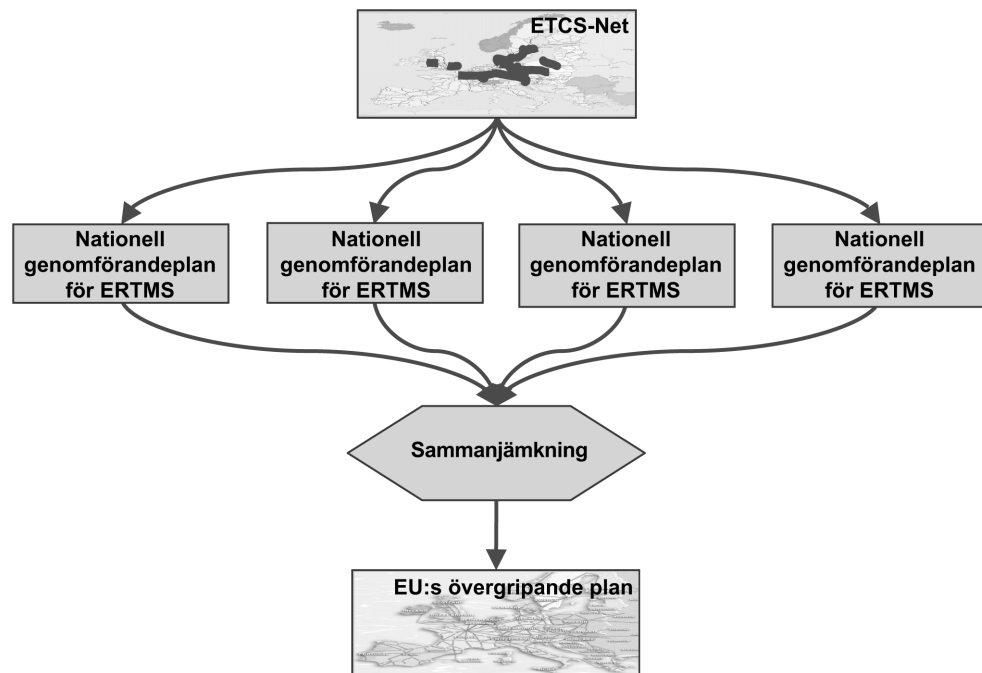 ETCS-Net
Nationell
genomförandeplan
för ERTMS
Nationell
genomförandeplan
för ERTMS
Nationell
genomförandeplan
för ERTMS
Nationell
genomförandeplan
för ERTMS
Sammanjämkning
EU:s övergripande plan